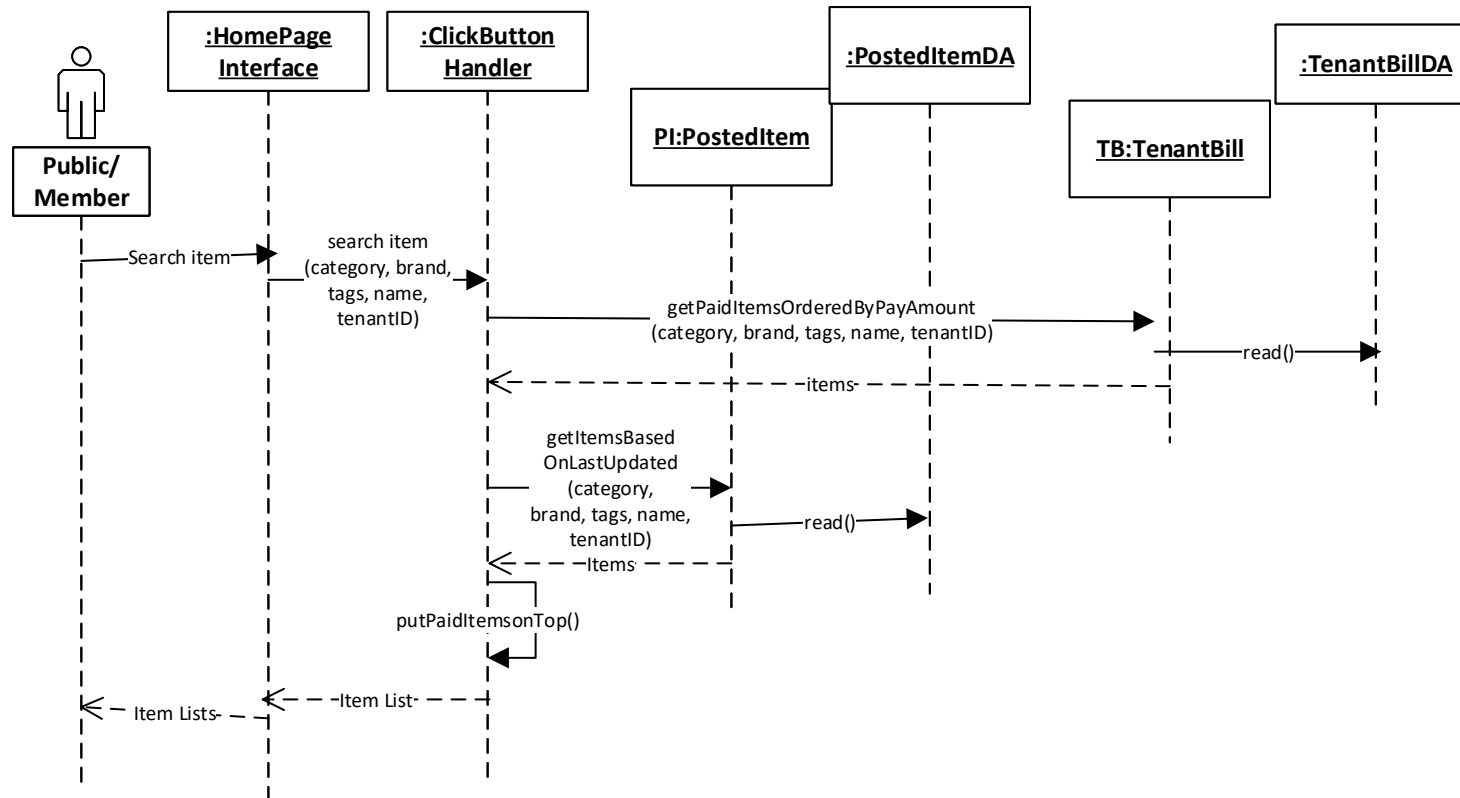 :HomePage
Interface
:ClickButton
Handler
:PostedItemDA
:TenantBillDA
PI:PostedItem
TB:TenantBill
Public/
Member
Search item
search item
(category, brand,
tags, name,
tenantID)
getPaidItemsOrderedByPayAmount
(category, brand, tags, name, tenantID)
read()
items
getItemsBased
OnLastUpdated
(category,
brand, tags, name,
tenantID)
read()
Items
putPaidItemsonTop()
Item List
Item Lists